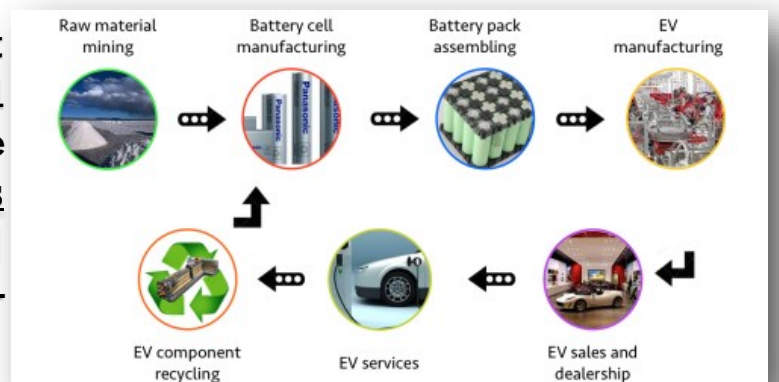 Raw material
mining
Battery cell
manufacturing
Battery pack
assembling
EV
manufacturing
Panasonic
Panasonic
EV component
recycling
EV services
EV sales and
dealership